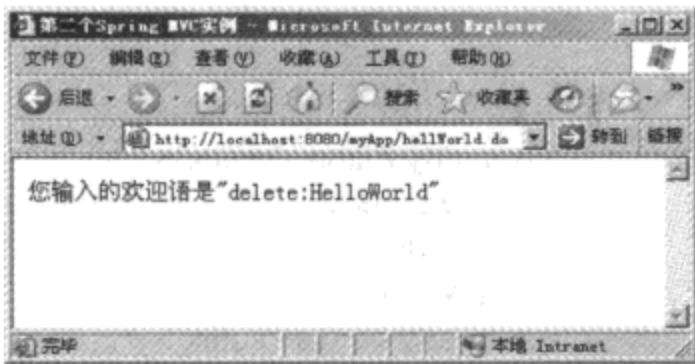 第二个Spring MVC实例 - Microsoft Internet Explorer
文件(F) 编辑(E) 查看(V) 收藏(A) 工具(T) 帮助(H)
后退 搜索 收藏夹
地址(D) http://localhost:8080/myApp/hellWorld.do 转到 链接
您输入的欢迎语是"delete:HelloWorld"
完毕 本地 Intranet